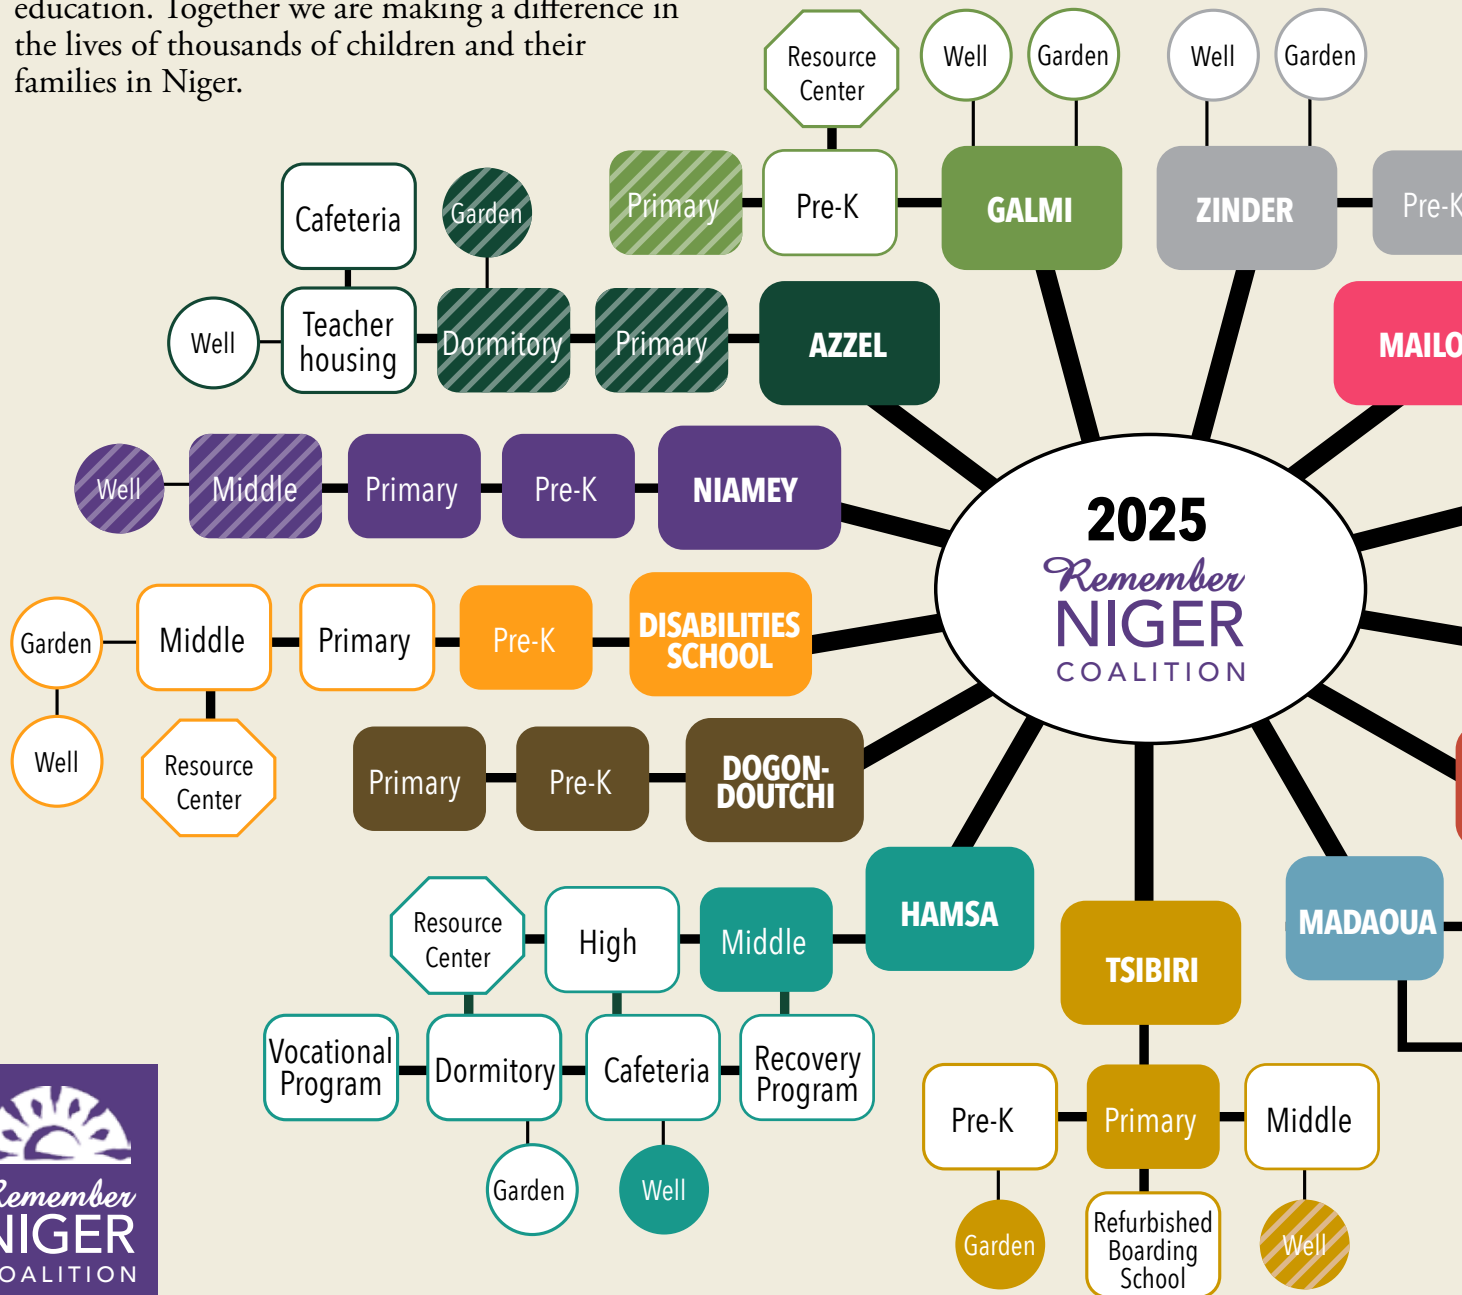 education. Together we are making a difference in
the lives of thousands of children and their
families in Niger.
Resource
Center
Well
Garden
Well
Garden
Primary
Pre-K
GALMI
ZINDER
Pre-K
Cafeteria
Garden
Well
Teacher
housing
Dormitory
Primary
AZZEL
MAILO
Well
Middle
Primary
Pre-K
NIAMEY
2025
Remember
NIGER
COALITION
Garden
Middle
Primary
Pre-K
DISABILITIES
SCHOOL
Well
Resource
Center
Primary
Pre-K
DOGON-
DOUTCHI
Resource
Center
High
Middle
HAMSA
TSIBIRI
MADAOUA
Vocational
Program
Dormitory
Cafeteria
Recovery
Program
Garden
Well
Pre-K
Primary
Middle
Garden
Refurbished
Boarding
School
Well
Remember
NIGER
COALITION